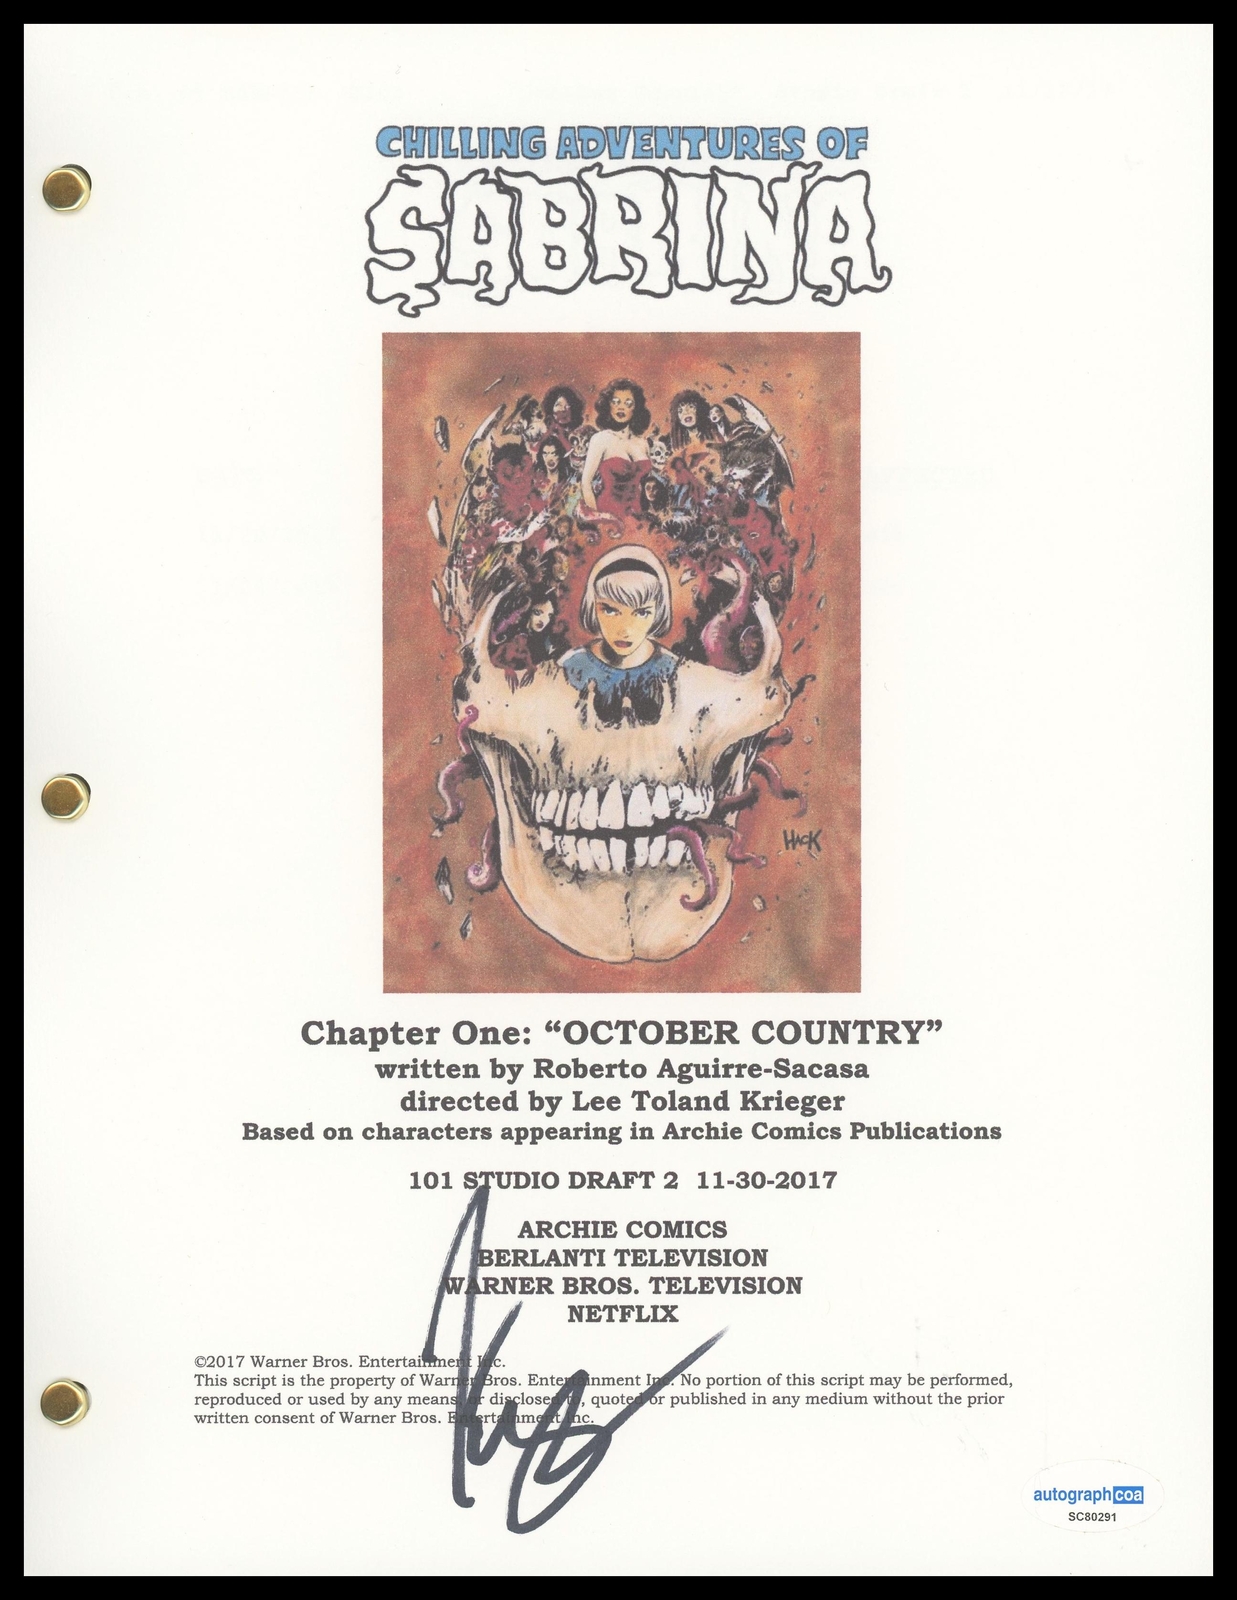 CHILLING ADVENTURES OF
SABRINA
HACK
Chapter One: “OCTOBER COUNTRY”
written by Roberto Aguirre-Sacasa
directed by Lee Toland Krieger
Based on characters appearing in Archie Comics Publications
101 STUDIO DRAFT 2 11-30-2017
ARCHIE COMICS
BERLANTI TELEVISION
WARNER BROS. TELEVISION
NETFLIX
©2017 Warner Bros. Entertainment Inc.
This script is the property of Warner Bros. Entertainment Inc. No portion of this script may be performed,
reproduced or used by any means, or disclosed to, quoted or published in any medium without the prior
written consent of Warner Bros. Entertainment Inc.
autographcoa
SC80291